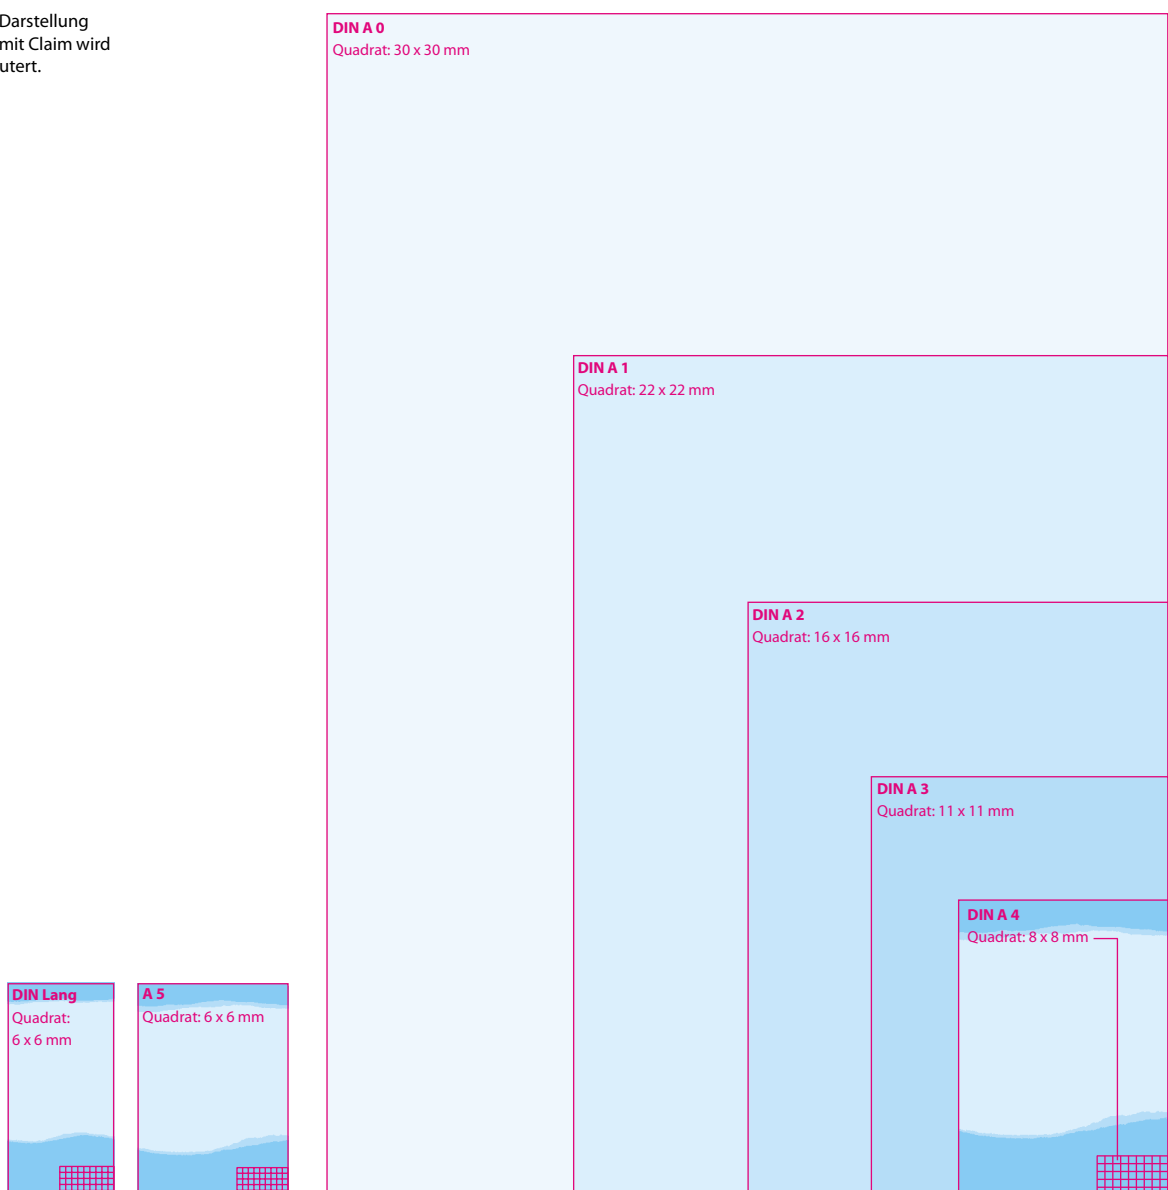 Darstellung
mit Claim wird
utert.
DIN A 0
Quadrat: 30 x 30 mm
DIN A 1
Quadrat: 22 x 22 mm
DIN A 2
Quadrat: 16 x 16 mm
DIN A 3
Quadrat: 11 x 11 mm
DIN A 4
Quadrat: 8 x 8 mm
DIN Lang
Quadrat:
6 x 6 mm
A 5
Quadrat: 6 x 6 mm